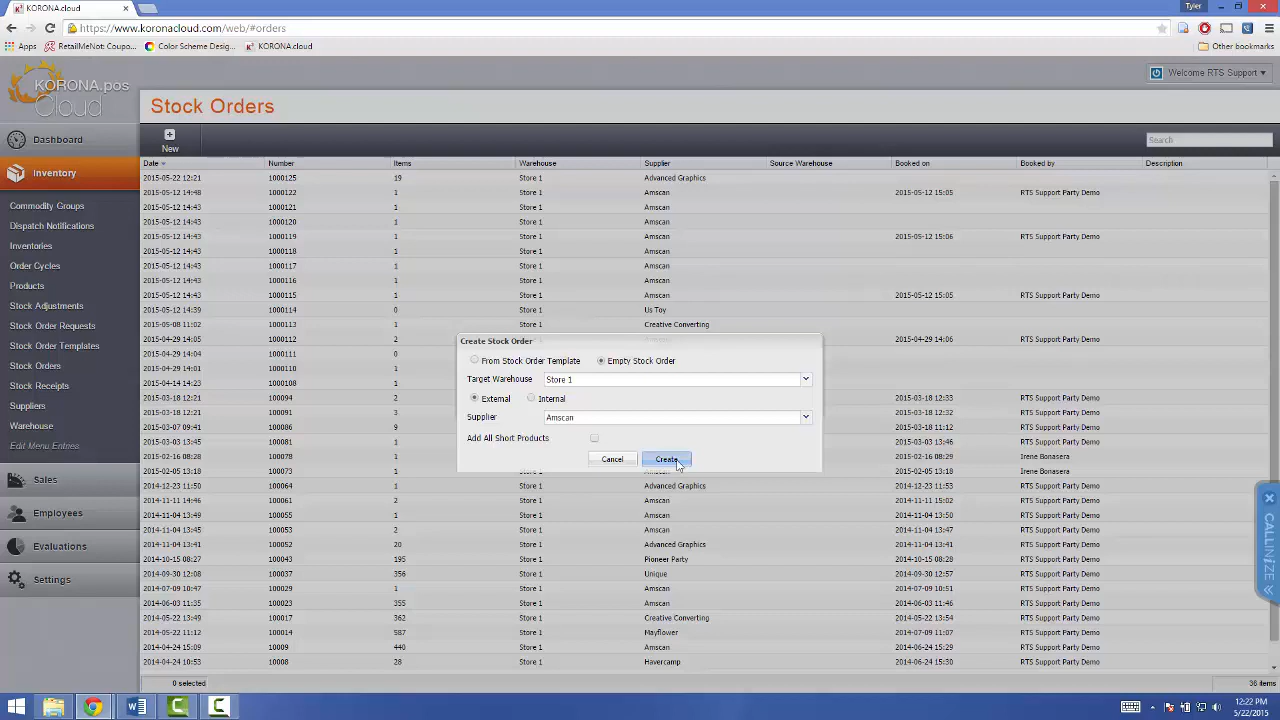 KORONA.cloud
Tyler
https://www.koronacloud.com/web/#orders
Apps RetailMeNot: Coupo... Color Scheme Desig... KORONA.cloud Other bookmarks
KORONA.pos
Cloud
Welcome RTS Support
Stock Orders
Dashboard
New
Search
Inventory
Date Number Items Warehouse Supplier Source Warehouse Booked on Booked by Description
2015-05-22 12:21 1000125 19 Store 1 Advanced Graphics
2015-05-12 14:48 1000122 1 Store 1 Amscan 2015-05-12 15:05 RTS Support Party Demo
2015-05-12 14:43 1000121 1 Store 1 Amscan
2015-05-12 14:43 1000120 1 Store 1 Amscan
2015-05-12 14:43 1000119 1 Store 1 Amscan 2015-05-12 15:06 RTS Support Party Demo
2015-05-12 14:43 1000118 1 Store 1 Amscan
2015-05-12 14:43 1000117 1 Store 1 Amscan
2015-05-12 14:43 1000116 1 Store 1 Amscan
2015-05-12 14:43 1000115 1 Store 1 Amscan 2015-05-12 15:05 RTS Support Party Demo
2015-05-12 14:39 1000114 0 Store 1 Us Toy
2015-05-08 11:02 1000113 1 Store 1 Creative Converting
2015-04-29 14:06 1000112 2 2015-05-12 14:29 RTS Support Party Demo
2015-04-29 14:05 1000111 0
2015-04-29 14:04 1000110 1
2015-04-14 14:23 1000108 1
2015-03-18 12:21 100094 2 2015-03-18 12:33 RTS Support Party Demo
2015-03-18 12:21 100091 3 2015-03-18 12:28 RTS Support Party Demo
2015-03-07 09:41 100086 9 RTS Support Party Demo
2015-03-03 13:45 100081 1 2015-03-03 13:46 RTS Support Party Demo
2015-02-16 08:28 100078 1 2015-02-16 08:29 Irene Bonasera
2015-02-05 13:18 100073 1 Store 1 2015-02-05 13:18 Irene Bonasera
2014-12-23 11:50 100064 1 Store 1 Advanced Graphics 2014-12-23 11:53 RTS Support Party Demo
2014-11-11 14:46 100061 2 Store 1 Amscan 2014-11-11 15:02 RTS Support Party Demo
2014-11-04 13:49 100055 1 Store 1 Amscan 2014-11-04 13:50 RTS Support Party Demo
2014-11-04 13:45 100053 2 Store 1 Amscan 2014-11-04 13:47 RTS Support Party Demo
2014-11-04 13:41 100052 20 Store 1 Advanced Graphics 2014-11-04 13:44 RTS Support Party Demo
2014-10-15 08:27 100043 195 Store 1 Pioneer Party 2014-10-15 08:28 RTS Support Party Demo
2014-09-30 12:08 100037 356 Store 1 Unique 2014-09-30 12:57 RTS Support Party Demo
2014-07-09 10:47 100029 1 Store 1 Amscan 2014-07-09 10:51 RTS Support Party Demo
2014-06-03 11:35 100023 355 Store 1 Amscan 2014-06-03 11:46 RTS Support Party Demo
2014-05-22 13:49 100017 362 Store 1 Creative Converting 2014-05-22 13:54 RTS Support Party Demo
2014-05-22 11:12 100014 587 Store 1 Mayflower 2014-07-09 11:07 RTS Support Party Demo
2014-04-24 15:09 10009 440 Store 1 Amscan 2014-06-24 15:29 RTS Support Party Demo
2014-04-24 10:53 10008 28 Store 1 Havercamp 2014-06-24 15:30 RTS Support Party Demo
Commodity Groups
Dispatch Notifications
Inventories
Order Cycles
Products
Stock Adjustments
Stock Order Requests
Stock Order Templates
Stock Orders
Stock Receipts
Suppliers
Warehouse
Edit Menu Entries
Sales
Employees
Evaluations
Settings
Create Stock Order
From Stock Order Template Empty Stock Order
Target Warehouse Store 1
External Internal
Supplier Amscan
Add All Short Products
Cancel Create
CALLINiZE
0 selected
36 items
12:22 PM
5/22/2015